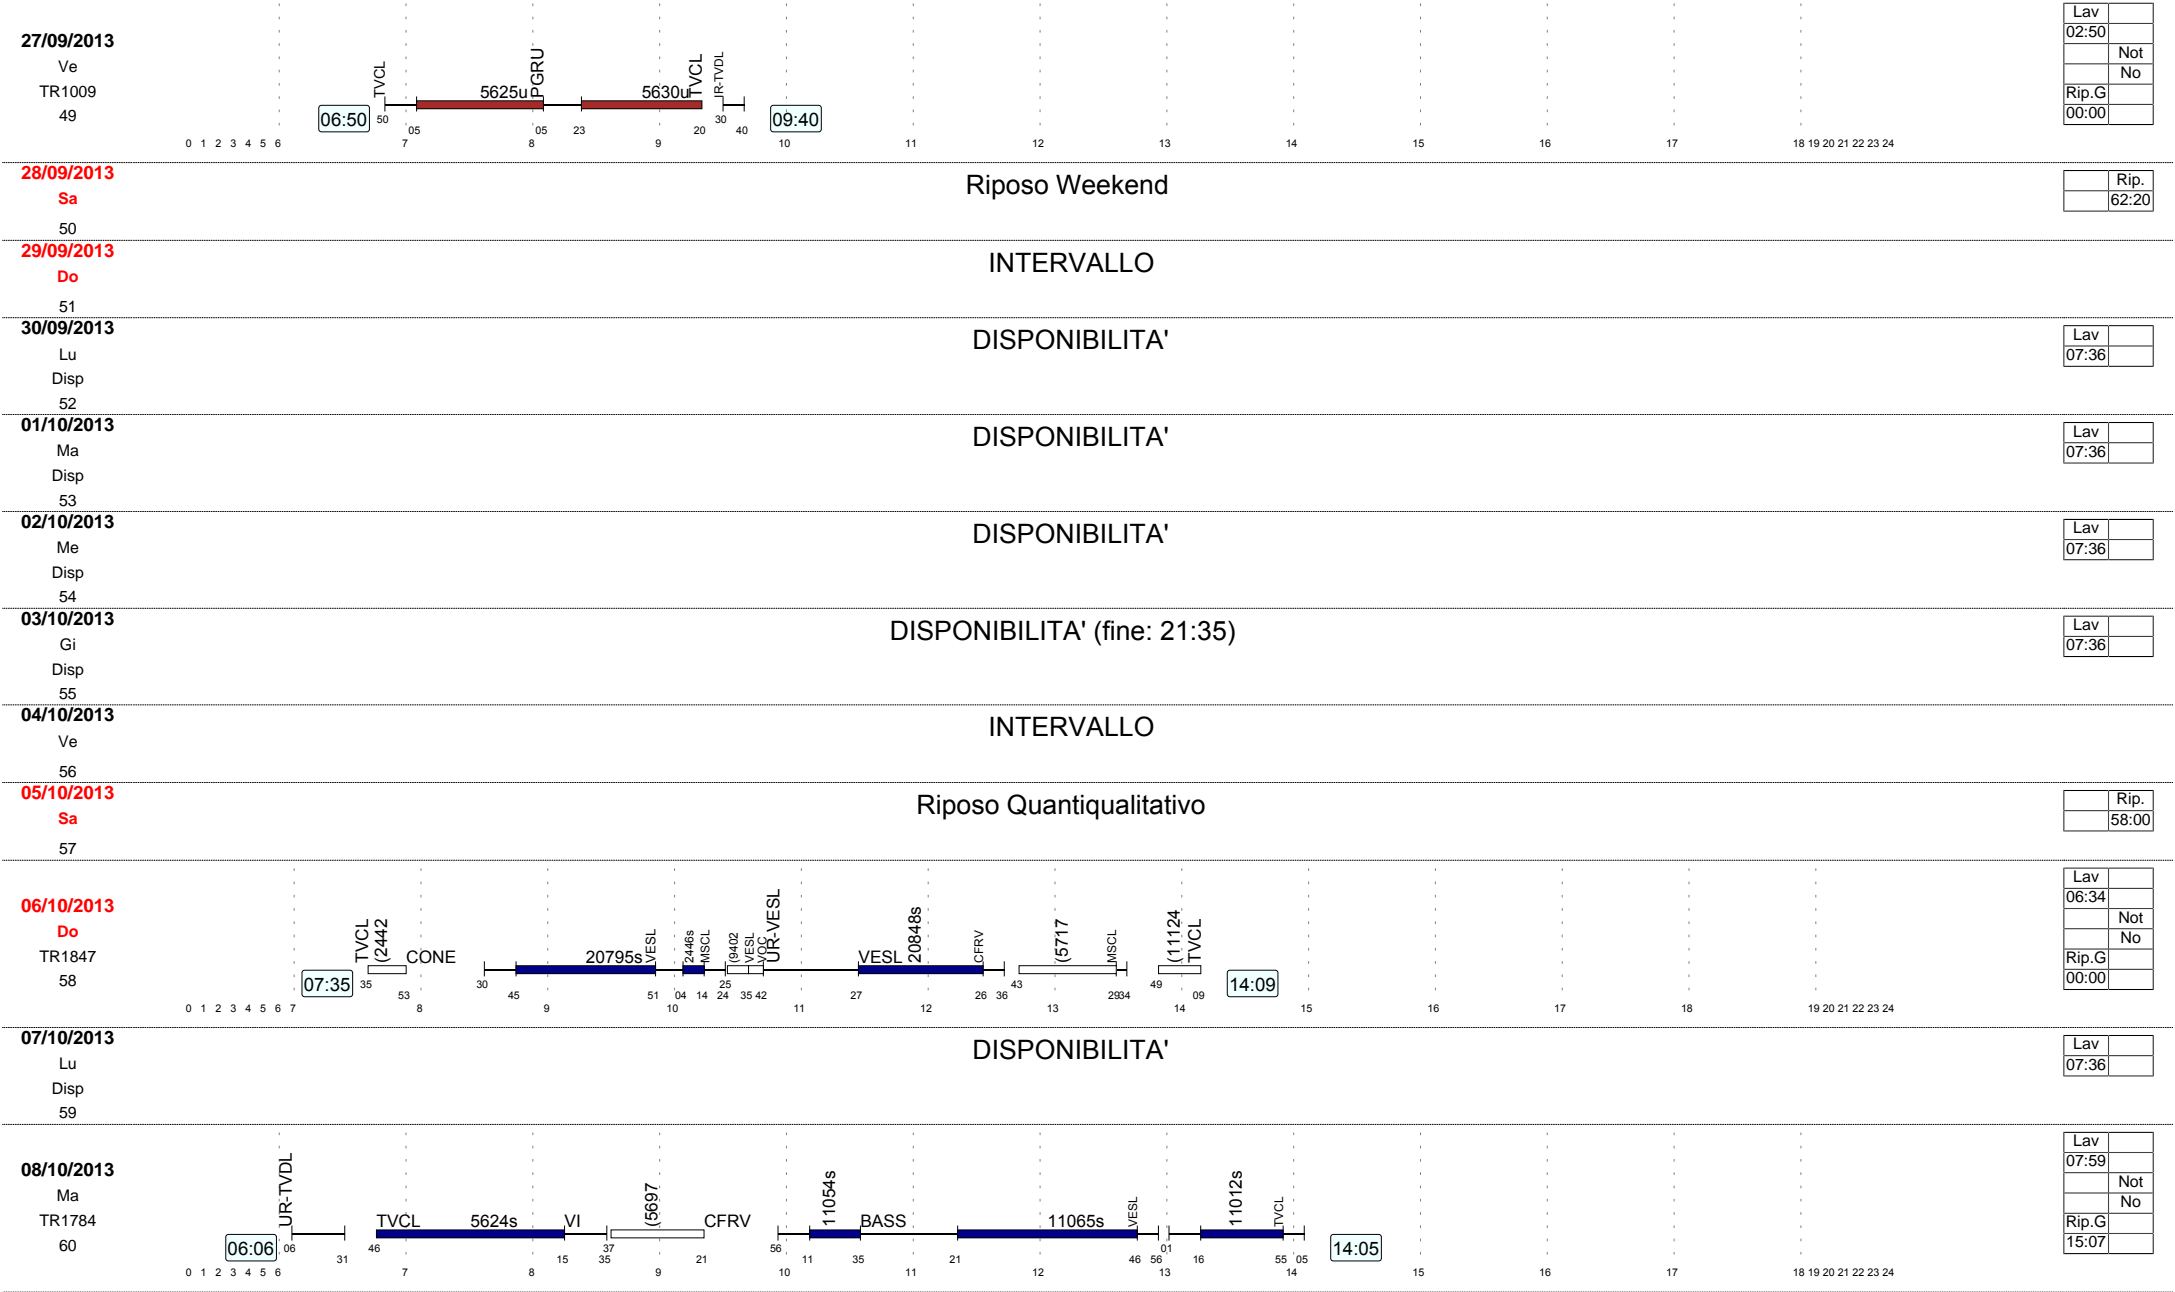 27/09/2013
Ve
TR1009
49
06:50
TVCL
5625u
PGRU
5630u
TVCL
09:40
50 05 05 23 20 30 40
0 1 2 3 4 5 6 7 8 9 10 11 12 13 14 15 16 17 18 19 20 21 22 23 24
Lav
02:50
Not
No
Rip.G
00:00
28/09/2013
Sa
50
Riposo Weekend
Rip.
62:20
29/09/2013
Do
51
INTERVALLO
30/09/2013
Lu
Disp
52
DISPONIBILITA'
Lav
07:36
01/10/2013
Ma
Disp
53
DISPONIBILITA'
Lav
07:36
02/10/2013
Me
Disp
54
DISPONIBILITA'
Lav
07:36
03/10/2013
Gi
Disp
55
DISPONIBILITA' (fine: 21:35)
Lav
07:36
04/10/2013
Ve
56
INTERVALLO
05/10/2013
Sa
57
Riposo Quantiqualitativo
Rip.
58:00
06/10/2013
Do
TR1847
58
07:35
TVCL
(2442
CONE
20795s
VESL
2446s
MSCL
(9402
VESL
VOC
UR-VESL
VESL
20848s
CFRV
(5717
MSCL
(11124
TVCL
14:09
35 53 30 45 51 04 14 24 25 35 42 27 26 36 43 29 34 49 09
0 1 2 3 4 5 6 7 8 9 10 11 12 13 14 15 16 17 18 19 20 21 22 23 24
Lav
06:34
Not
No
Rip.G
00:00
07/10/2013
Lu
Disp
59
DISPONIBILITA'
Lav
07:36
08/10/2013
Ma
TR1784
60
06:06
UR-TVDL
TVCL
5624s
VI
(5697
CFRV
11054s
BASS
11065s
VESL
11012s
TVCL
14:05
06 31 46 15 35 37 21 56 11 35 21 46 56 01 16 55 05
0 1 2 3 4 5 6 7 8 9 10 11 12 13 14 15 16 17 18 19 20 21 22 23 24
Lav
07:59
Not
No
Rip.G
15:07